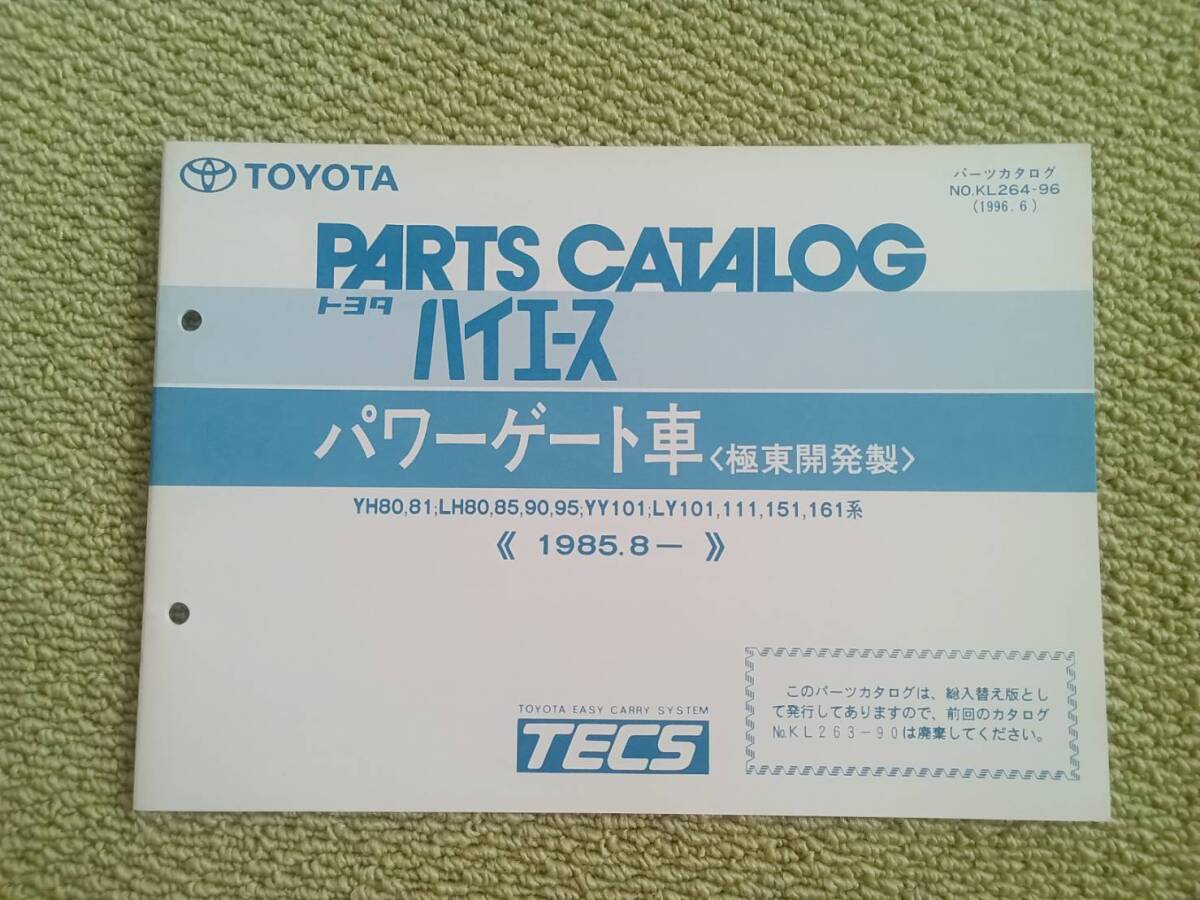 TOYOTA
パーツカタログ
NO.KL264-96
(1996.6)
PARTS CATALOG
トヨタ
ハイエース
パワーゲート車〈極東開発製〉
YH80,81;LH80,85,90,95;YY101;LY101,111,151,161系
《 1985.8ー 》
このパーツカタログは、総入替え版とし
て発行してありますので、前回のカタログ
№KL263-90は廃棄してください。
TOYOTA EASY CARRY SYSTEM
TECS